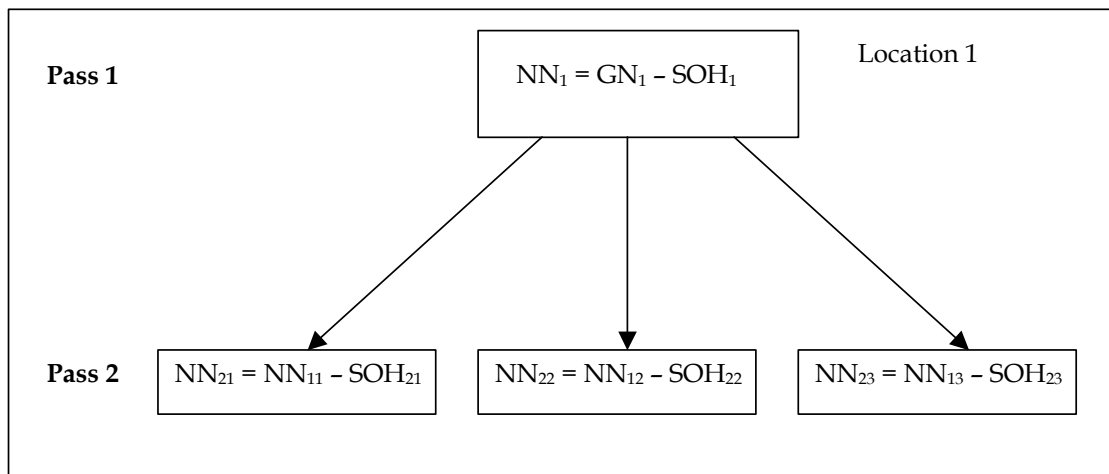 Location 1
Pass 1
NN₁ = GN₁ – SOH₁
Pass 2
NN₂₁ = NN₁₁ – SOH₂₁
NN₂₂ = NN₁₂ – SOH₂₂
NN₂₃ = NN₁₃ – SOH₂₃